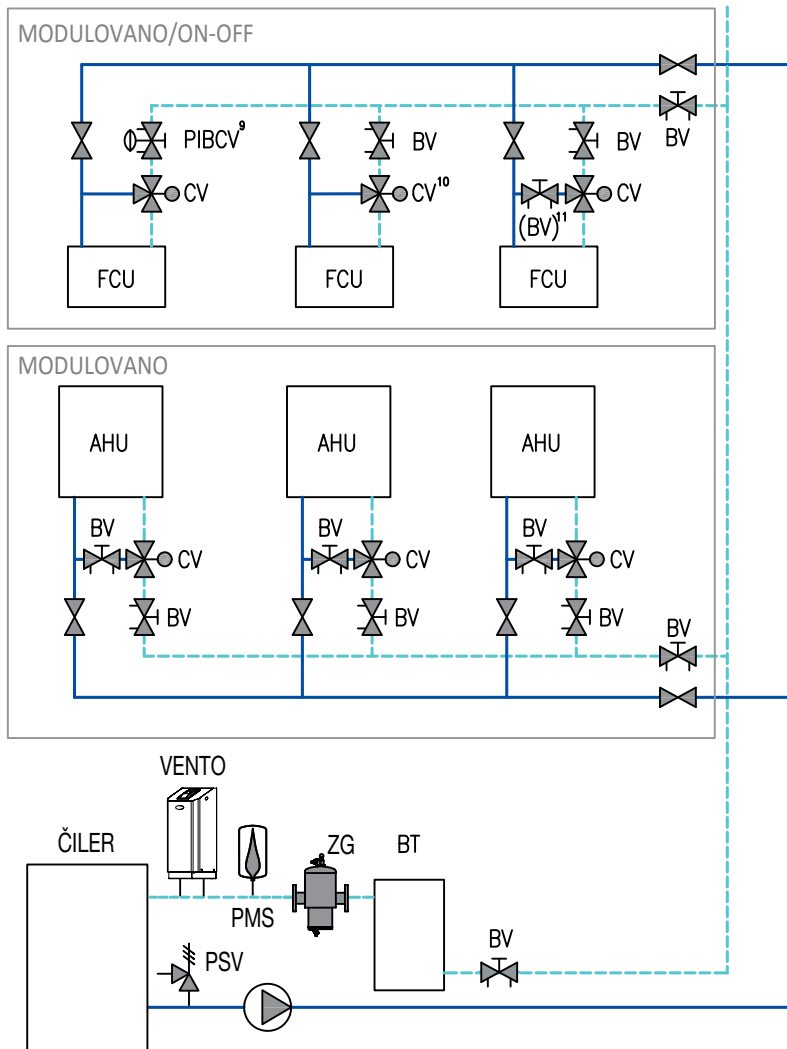 MODULOVANO/ON-OFF
BV
PIBCV⁹
BV
BV
CV
CV¹⁰
CV
(BV)¹¹
FCU
FCU
FCU
MODULOVANO
AHU
AHU
AHU
BV
BV
BV
CV
CV
CV
BV
BV
BV
BV
VENTO
ČILER
ZG
BT
PMS
BV
PSV